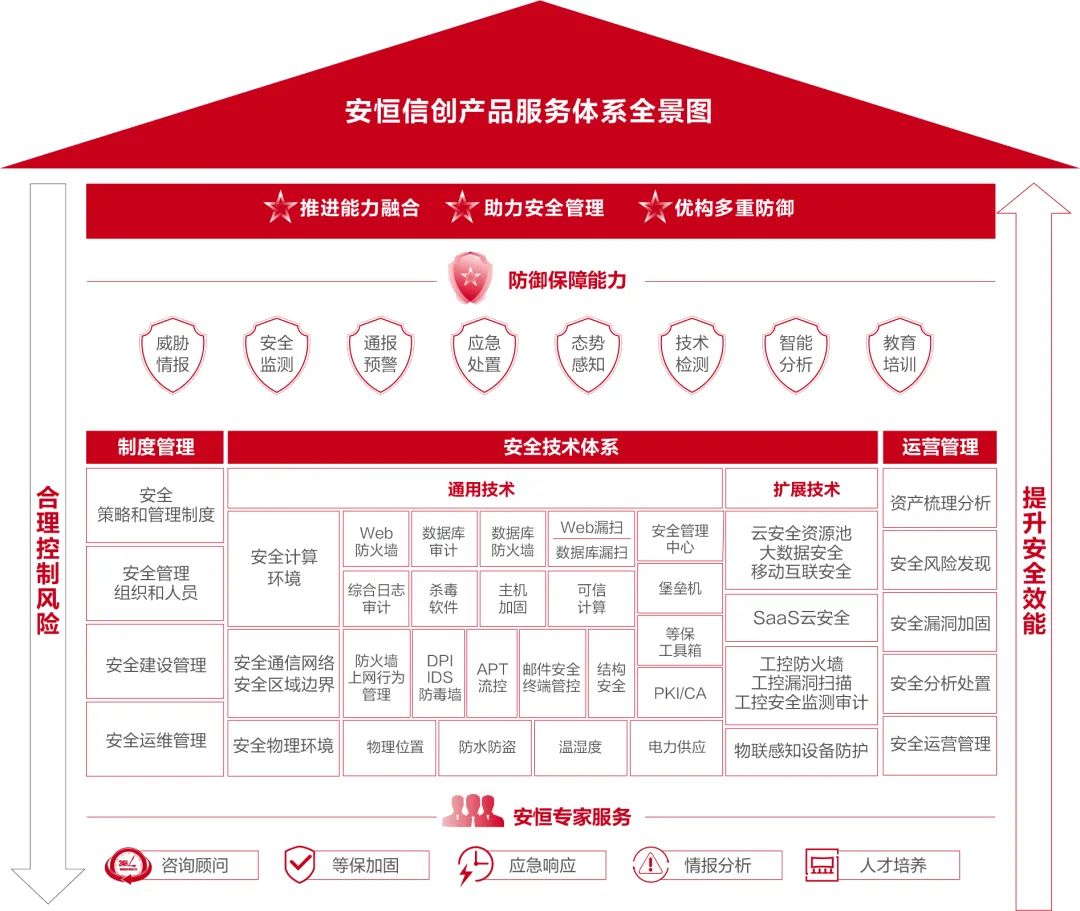 安恒信创产品服务体系全景图
推进能力融合
助力安全管理
优构多重防御
防御保障能力
威胁
情报
安全
监测
通报
预警
应急
处置
态势
感知
技术
检测
智能
分析
教育
培训
合理控制风险
提升安全效能
制度管理
安全
策略和管理制度
安全管理
组织和人员
安全建设管理
安全运维管理
安全技术体系
通用技术
安全计算
环境
Web
防火墙
数据库
审计
数据库
防火墙
Web漏扫
数据库漏扫
安全管理
中心
综合日志
审计
杀毒
软件
主机
加固
可信
计算
堡垒机
等保
工具箱
PKI/CA
安全通信网络
安全区域边界
防火墙
上网行为
管理
DPI
IDS
防毒墙
APT
流控
邮件安全
终端管控
结构
安全
安全物理环境
物理位置
防水防盗
温湿度
电力供应
扩展技术
云安全资源池
大数据安全
移动互联安全
SaaS云安全
工控防火墙
工控漏洞扫描
工控安全监测审计
物联感知设备防护
运营管理
资产梳理分析
安全风险发现
安全漏洞加固
安全分析处置
安全运营管理
安恒专家服务
咨询顾问
等保加固
应急响应
情报分析
人才培养